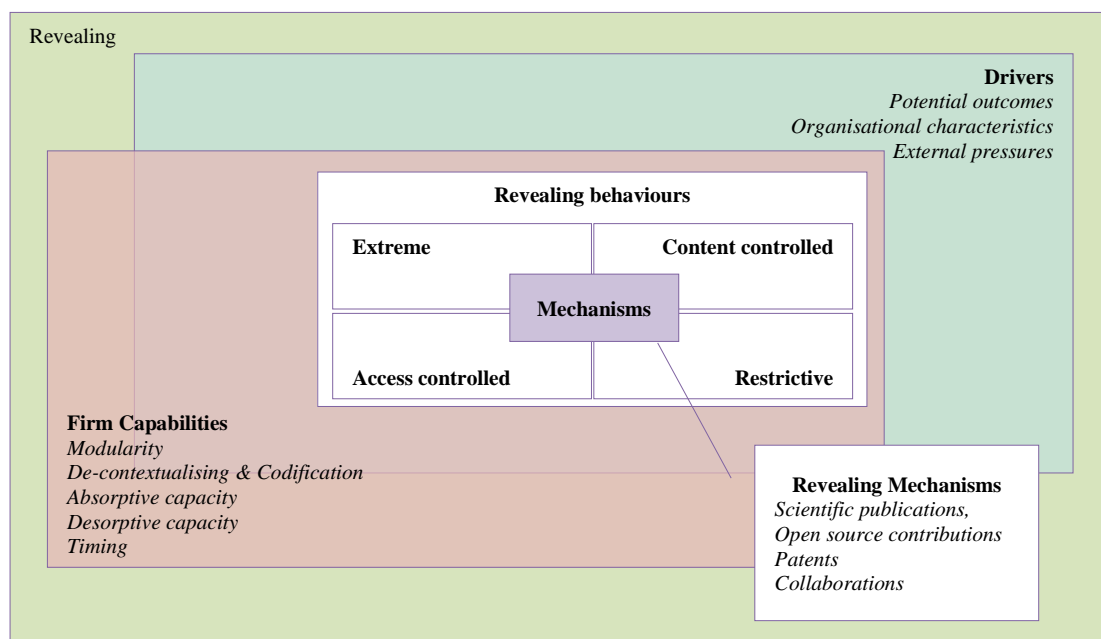 Revealing
Drivers
Potential outcomes
Organisational characteristics
External pressures
Revealing behaviours
Extreme
Content controlled
Mechanisms
Access controlled
Restrictive
Firm Capabilities
Modularity
De-contextualising & Codification
Absorptive capacity
Desorptive capacity
Timing
Revealing Mechanisms
Scientific publications,
Open source contributions
Patents
Collaborations